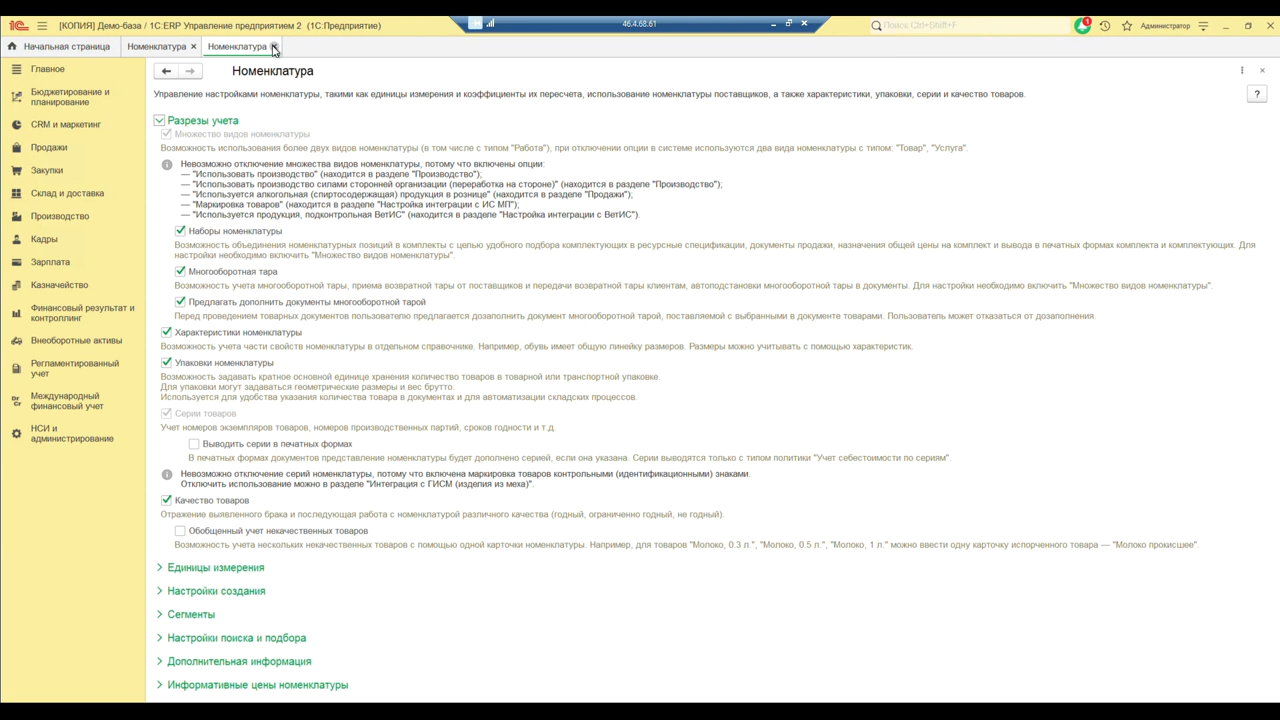 [КОПИЯ] Демо-база / 1С:ERP Управление предприятием 2 (1С:Предприятие)
46.4.68.61
Поиск Ctrl+Shift+F
1
Администратор
Начальная страница
Номенклатура ×
Номенклатура
Главное
Бюджетирование и
планирование
CRM и маркетинг
Продажи
Закупки
Склад и доставка
Производство
Кадры
Зарплата
Казначейство
Финансовый результат и
контроллинг
Внеоборотные активы
Регламентированный
учет
Международный
финансовый учет
НСИ и
администрирование
Номенклатура
Управление настройками номенклатуры, такими как единицы измерения и коэффициенты их пересчета, использование номенклатуры поставщиков, а также характеристики, упаковки, серии и качество товаров.
?
Разрезы учета
Множество видов номенклатуры
Возможность использования более двух видов номенклатуры (в том числе с типом "Работа"), при отключении опции в системе используются два вида номенклатуры с типом: "Товар", "Услуга".
Невозможно отключение множества видов номенклатуры, потому что включены опции:
— "Использовать производство" (находится в разделе "Производство");
— "Использовать производство силами сторонней организации (переработка на стороне)" (находится в разделе "Производство");
— "Используется алкогольная (спиртосодержащая) продукция в рознице" (находится в разделе "Продажи);
— "Маркировка товаров" (находится в разделе "Настройка интеграции с ИС МП");
— "Используется продукция, подконтрольная ВетИС" (находится в разделе "Настройка интеграции с ВетИС").
Наборы номенклатуры
Возможность объединения номенклатурных позиций в комплекты с целью удобного подбора комплектующих в ресурсные спецификации, документы продажи, назначения общей цены на комплект и вывода в печатных формах комплекта и комплектующих. Для
настройки необходимо включить "Множество видов номенклатуры".
Многооборотная тара
Возможность учета многооборотной тары, приема возвратной тары от поставщиков и передачи возвратной тары клиентам, автоподстановки многооборотной тары в документы. Для настройки необходимо включить "Множество видов номенклатуры".
Предлагать дополнить документы многооборотной тарой
Перед проведением товарных документов пользователю предлагается дозаполнить документ многооборотной тарой, поставляемой с выбранными в документе товарами. Пользователь может отказаться от дозаполнения.
Характеристики номенклатуры
Возможность учета части свойств номенклатуры в отдельном справочнике. Например, обувь имеет общую линейку размеров. Размеры можно учитывать с помощью характеристик.
Упаковки номенклатуры
Возможность задавать кратное основной единице хранения количество товаров в товарной или транспортной упаковке.
Для упаковки могут задаваться геометрические размеры и вес брутто.
Используется для удобства указания количества товара в документах и для автоматизации складских процессов.
Серии товаров
Учет номеров экземпляров товаров, номеров производственных партий, сроков годности и т.д.
Выводить серии в печатных формах
В печатных формах документов представление номенклатуры будет дополнено серией, если она указана. Серии выводятся только с типом политики "Учет себестоимости по сериям".
Невозможно отключение серий номенклатуры, потому что включена маркировка товаров контрольными (идентификационными) знаками.
Отключить использование можно в разделе "Интеграция с ГИСМ (изделия из меха)".
Качество товаров
Отражение выявленного брака и последующая работа с номенклатурой различного качества (годный, ограниченно годный, не годный).
Обобщенный учет некачественных товаров
Возможность учета нескольких некачественных товаров с помощью одной карточки номенклатуры. Например, для товаров "Молоко, 0.3 л.", "Молоко, 0.5 л.", "Молоко, 1 л." можно ввести одну карточку испорченного товара — "Молоко прокисшее".
Единицы измерения
Настройки создания
Сегменты
Настройки поиска и подбора
Дополнительная информация
Информативные цены номенклатуры